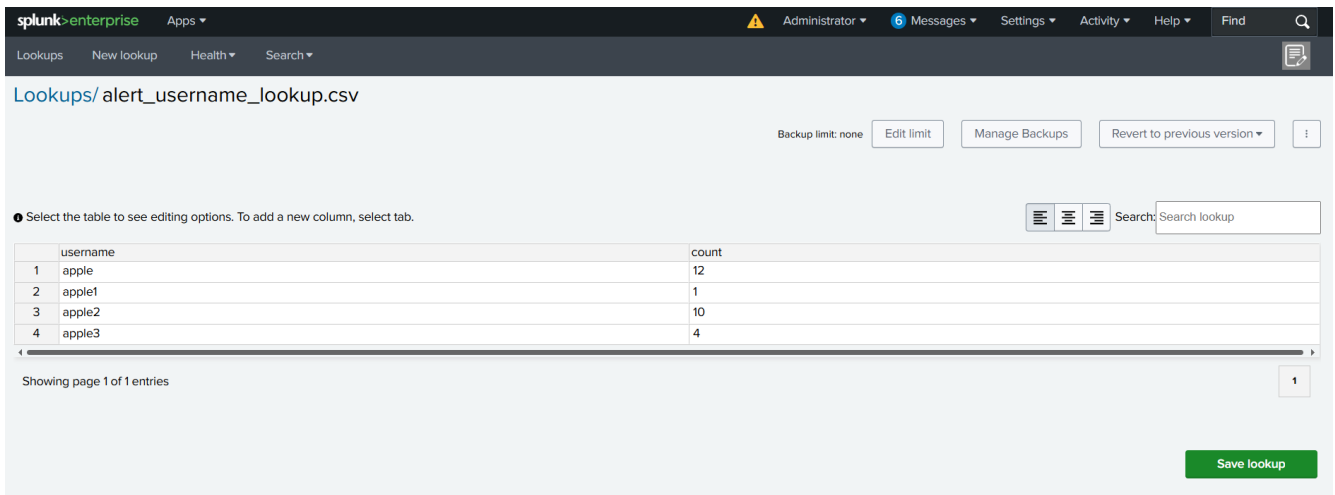 splunk>enterprise Apps Administrator 6 Messages Settings Activity Help Find
Lookups New lookup Health Search
Lookups/ alert_username_lookup.csv
Backup limit: none Edit limit Manage Backups Revert to previous version
Select the table to see editing options. To add a new column, select tab. Search: Search lookup
username count
1 apple 12
2 apple1 1
3 apple2 10
4 apple3 4
Showing page 1 of 1 entries 1
Save lookup